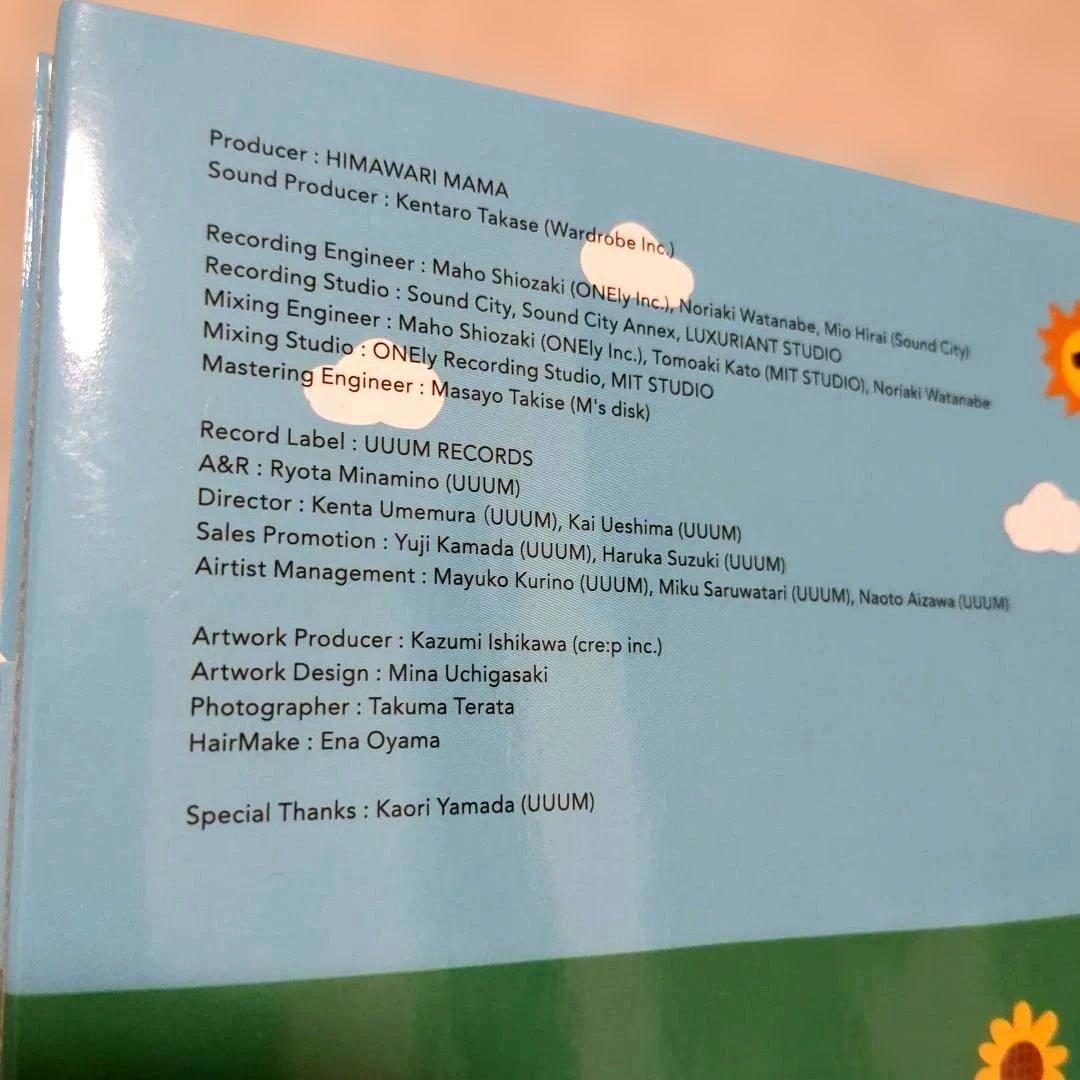 Producer : HIMAWARI MAMA
Sound Producer : Kentaro Takase (Wardrobe Inc.)
Recording Engineer : Maho Shiozaki (ONEly Inc.), Noriaki Watanabe, Mio Hirai (Sound City)
Recording Studio : Sound City, Sound City Annex, LUXURIANT STUDIO
Mixing Engineer : Maho Shiozaki (ONEly Inc.), Tomoaki Kato (MIT STUDIO), Noriaki Watanabe
Mixing Studio : ONEly Recording Studio, MIT STUDIO
Mastering Engineer : Masayo Takise (M's disk)
Record Label : UUUM RECORDS
A&R : Ryota Minamino (UUUM)
Director : Kenta Umemura (UUUM), Kai Ueshima (UUUM)
Sales Promotion : Yuji Kamada (UUUM), Haruka Suzuki (UUUM)
Airtist Management : Mayuko Kurino (UUUM), Miku Saruwatari (UUUM), Naoto Aizawa (UUUM)
Artwork Producer : Kazumi Ishikawa (cre:p inc.)
Artwork Design : Mina Uchigasaki
Photographer : Takuma Terata
HairMake : Ena Oyama
Special Thanks : Kaori Yamada (UUUM)